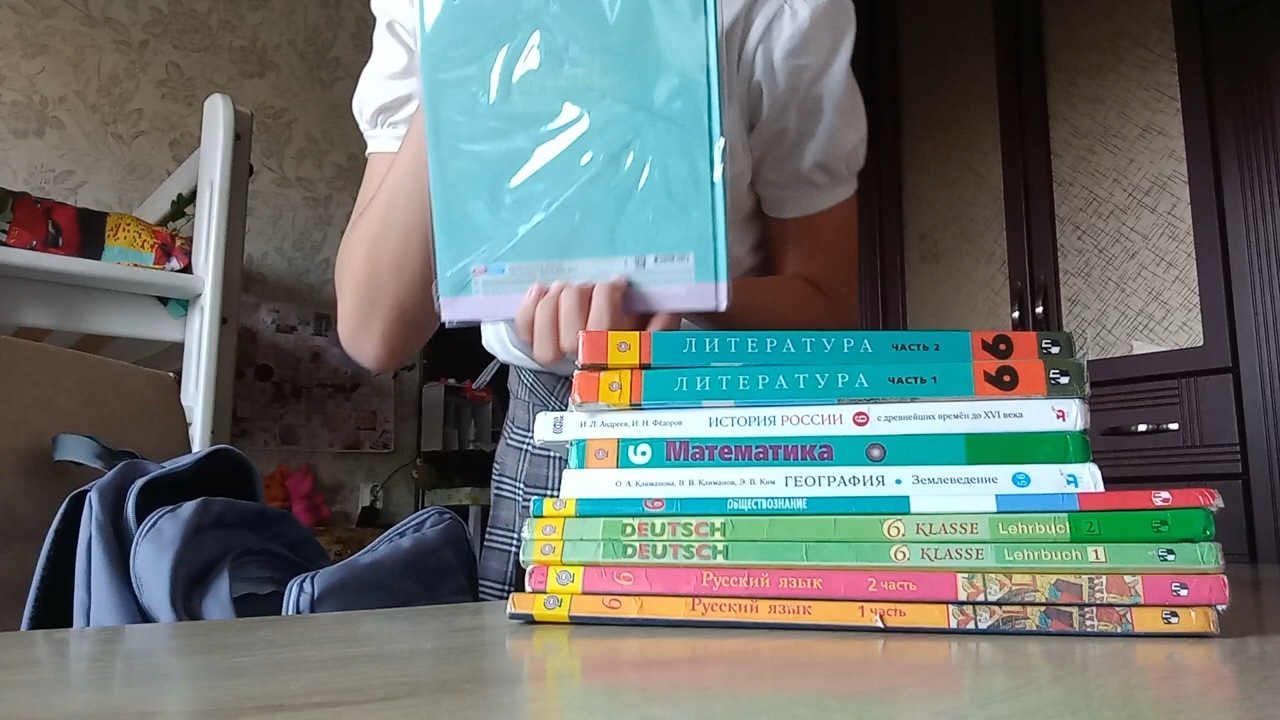 ЛИТЕРАТУРА ЧАСТЬ 2 6
ЛИТЕРАТУРА ЧАСТЬ 1 6
И. Л. Андреев, И. Н. Фёдоров ИСТОРИЯ РОССИИ 6 с древнейших времён до XVI века
6 Математика
О. А. Климанова, В. В. Климанов, Э. В. Ким ГЕОГРАФИЯ • Землеведение 5-6
6 ОБЩЕСТВОЗНАНИЕ
DEUTSCH 6. KLASSE Lehrbuch 2
DEUTSCH 6. KLASSE Lehrbuch 1
6 Русский язык 2 часть
6 Русский язык 1 часть